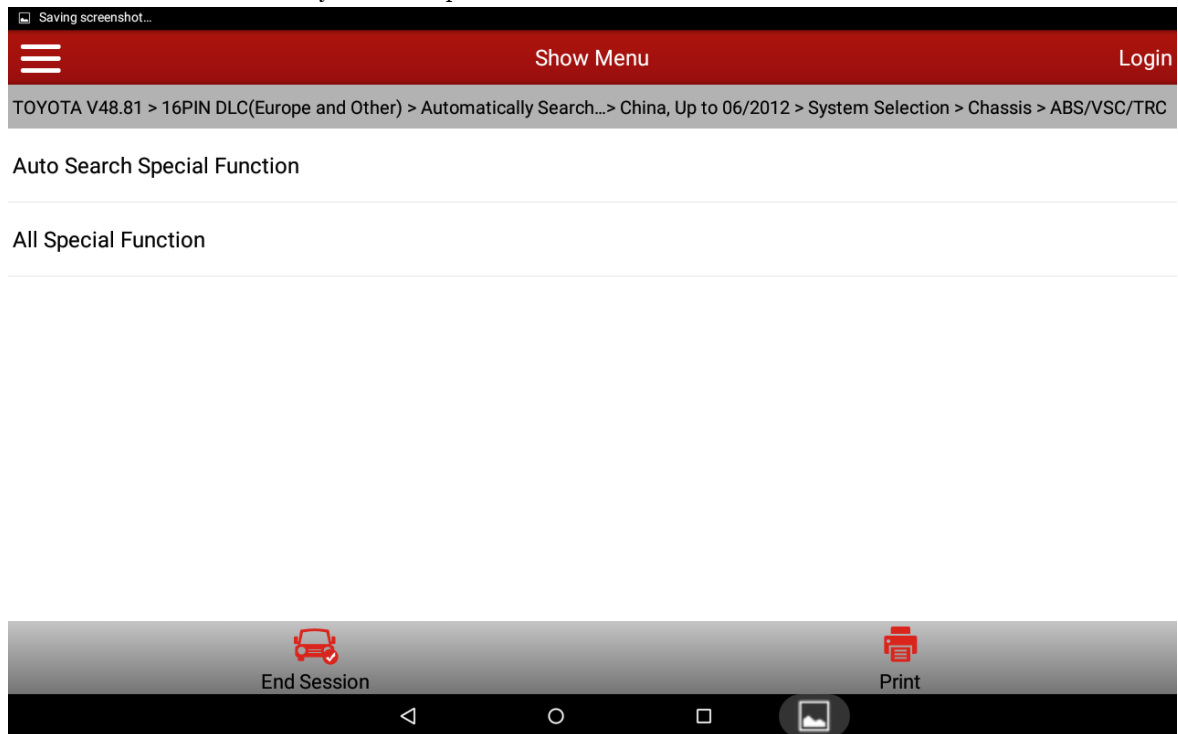 Saving screenshot...
Show Menu
Login
TOYOTA V48.81 > 16PIN DLC(Europe and Other) > Automatically Search...> China, Up to 06/2012 > System Selection > Chassis > ABS/VSC/TRC
Auto Search Special Function
All Special Function
End Session
Print